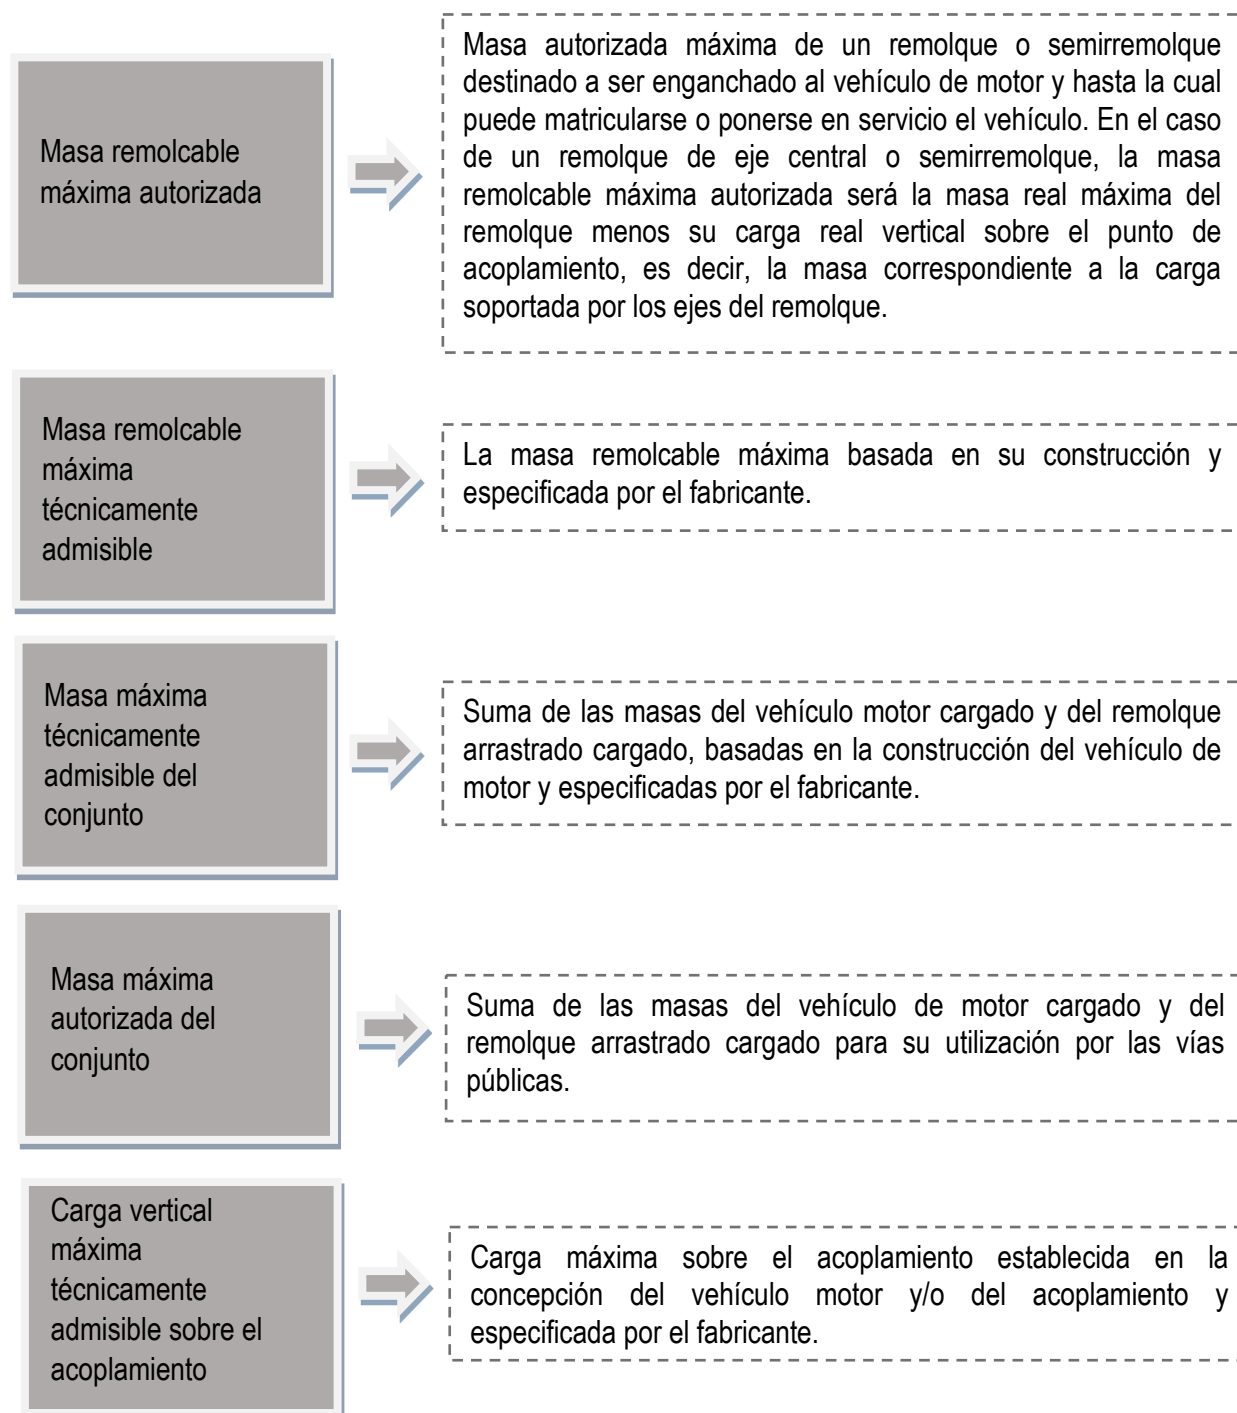 Masa remolcable
máxima autorizada
Masa autorizada máxima de un remolque o semirremolque
destinado a ser enganchado al vehículo de motor y hasta la cual
puede matricularse o ponerse en servicio el vehículo. En el caso
de un remolque de eje central o semirremolque, la masa
remolcable máxima autorizada será la masa real máxima del
remolque menos su carga real vertical sobre el punto de
acoplamiento, es decir, la masa correspondiente a la carga
soportada por los ejes del remolque.
Masa remolcable
máxima
técnicamente
admisible
La masa remolcable máxima basada en su construcción y
especificada por el fabricante.
Masa máxima
técnicamente
admisible del
conjunto
Suma de las masas del vehículo motor cargado y del remolque
arrastrado cargado, basadas en la construcción del vehículo de
motor y especificadas por el fabricante.
Masa máxima
autorizada del
conjunto
Suma de las masas del vehículo de motor cargado y del
remolque arrastrado cargado para su utilización por las vías
públicas.
Carga vertical
máxima
técnicamente
admisible sobre el
acoplamiento
Carga máxima sobre el acoplamiento establecida en la
concepción del vehículo motor y/o del acoplamiento y
especificada por el fabricante.